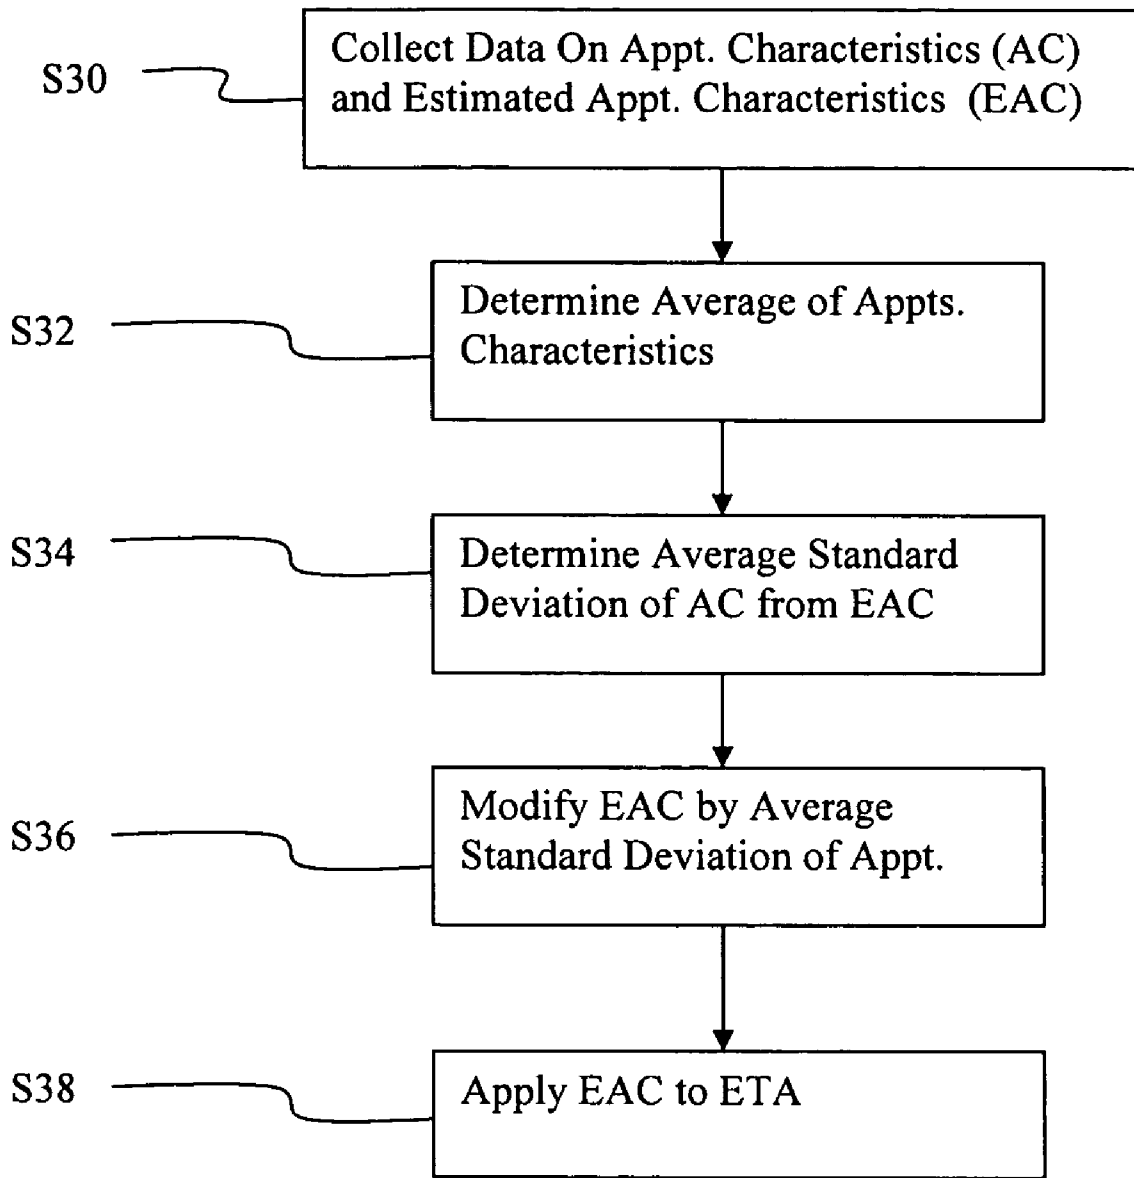 S30
Collect Data On Appt. Characteristics (AC)
and Estimated Appt. Characteristics (EAC)
S32
Determine Average of Appts.
Characteristics
S34
Determine Average Standard
Deviation of AC from EAC
S36
Modify EAC by Average
Standard Deviation of Appt.
S38
Apply EAC to ETA